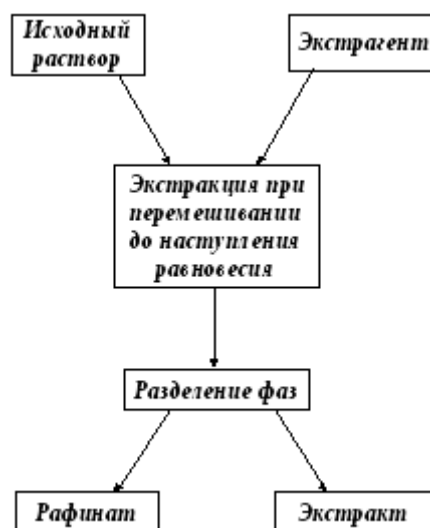 Исходный
раствор
Экстрагент
Экстракция при
перемешивании
до наступления
равновесия
Разделение фаз
Рафинат
Экстракт